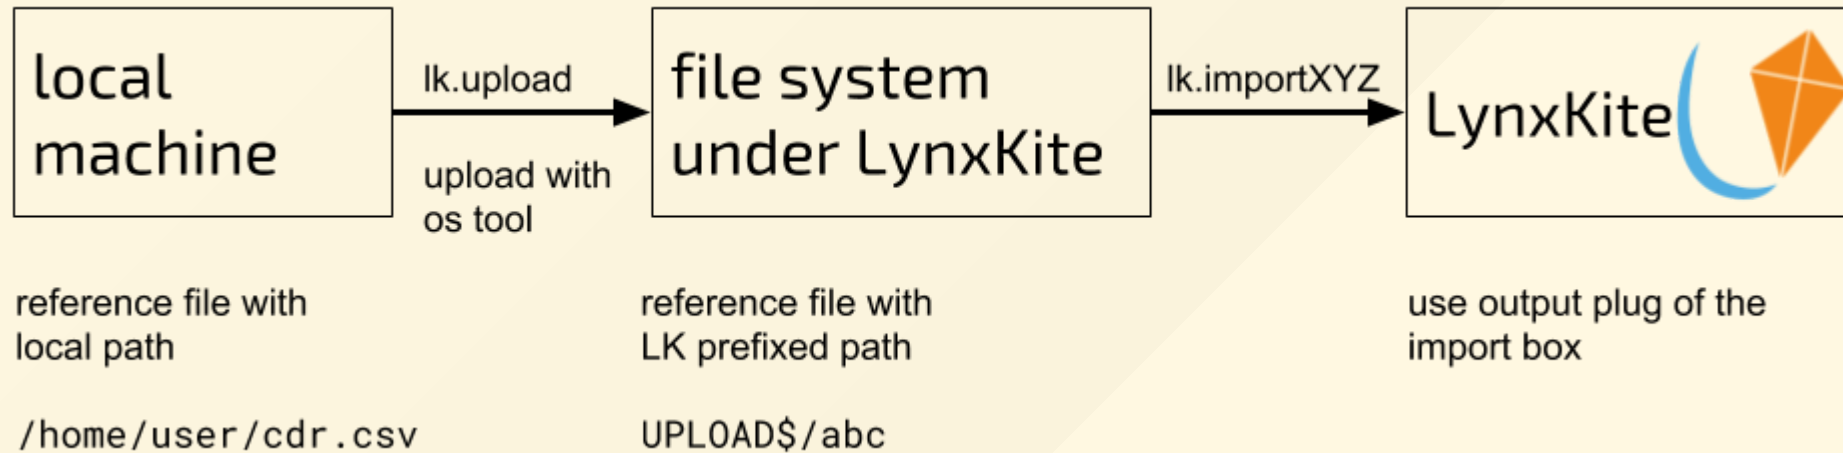 local
machine
lk.upload
upload with
os tool
file system
under LynxKite
lk.importXYZ
LynxKite
reference file with
local path
reference file with
LK prefixed path
use output plug of the
import box
/home/user/cdr.csv
UPLOAD$/abc